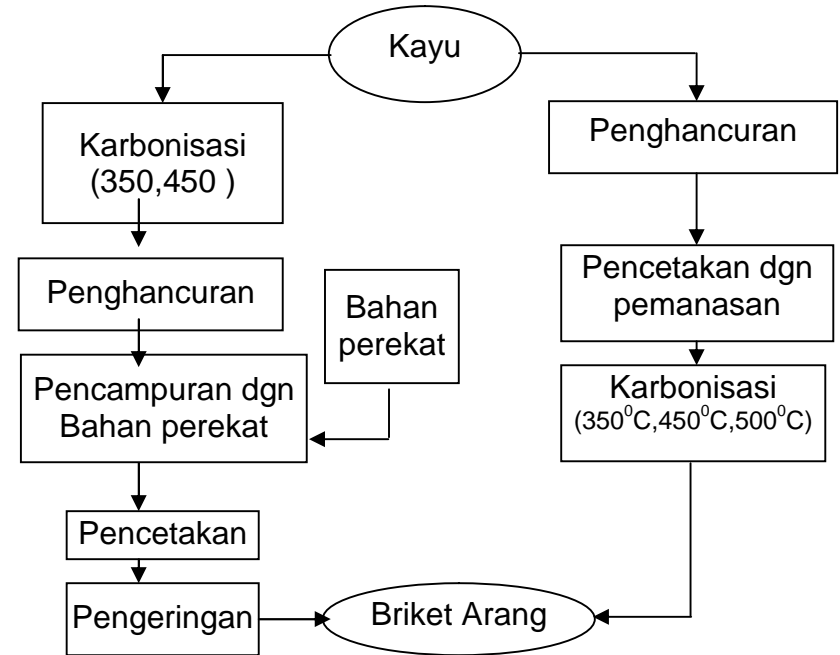 Kayu
Karbonisasi
(350,450 )
Penghancuran
Pencampuran dgn
Bahan perekat
Bahan
perekat
Pencetakan
Pengeringan
Penghancuran
Pencetakan dgn
pemanasan
Karbonisasi
(350⁰C,450⁰C,500⁰C)
Briket Arang